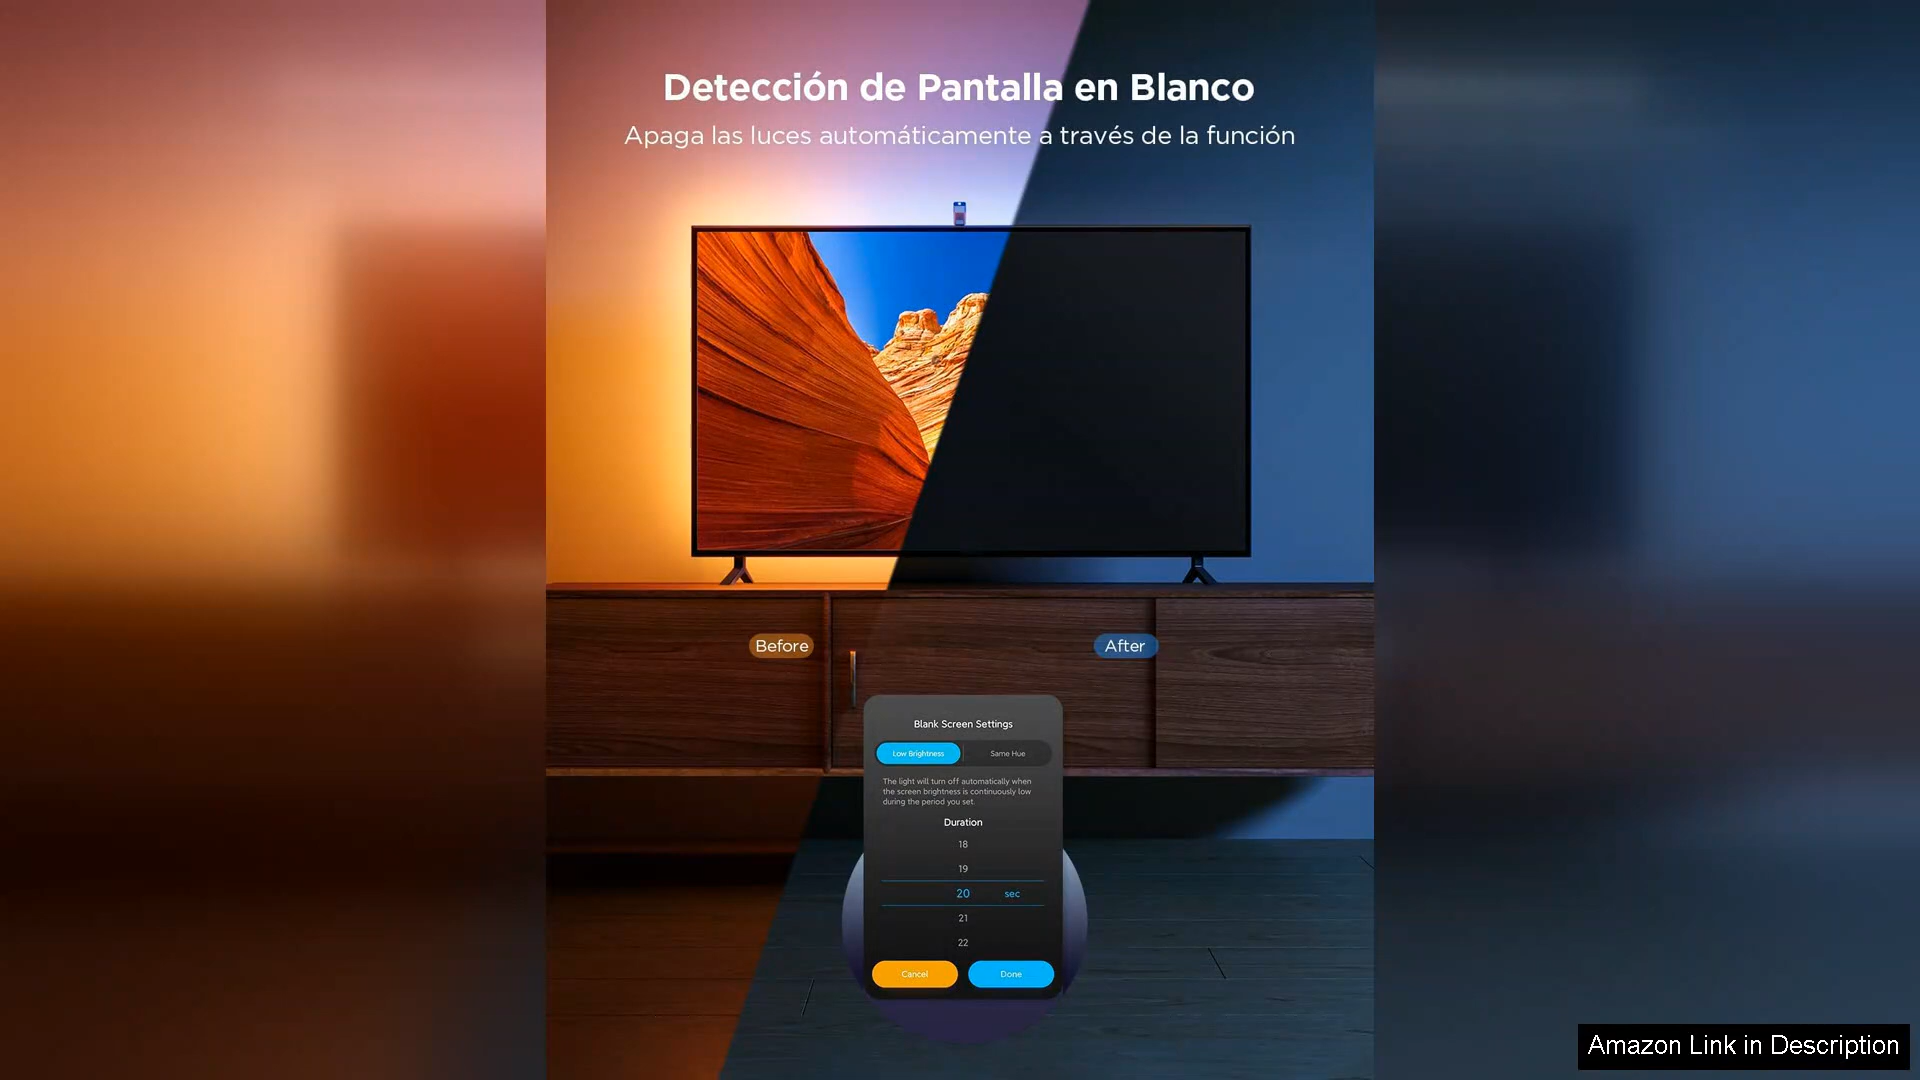 Detección de Pantalla en Blanco
Apaga las luces automáticamente a través de la función
Before
After
Blank Screen Settings
Low Brightness
Same Hue
The light will turn off automatically when
the screen brightness is continuously low
during the period you set.
Duration
18
19
20 sec
21
22
Cancel
Done
Amazon Link in Description